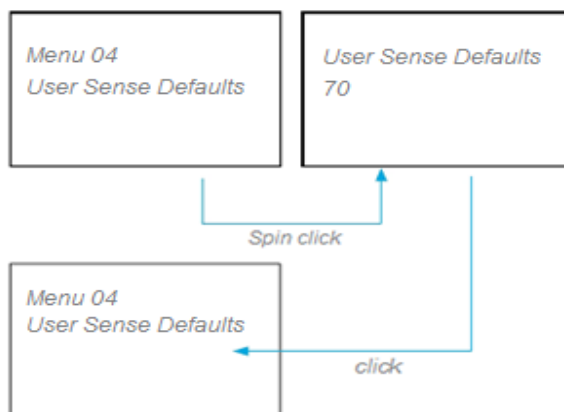 Menu 04
User Sense Defaults
User Sense Defaults
70
Spin click
Menu 04
User Sense Defaults
click